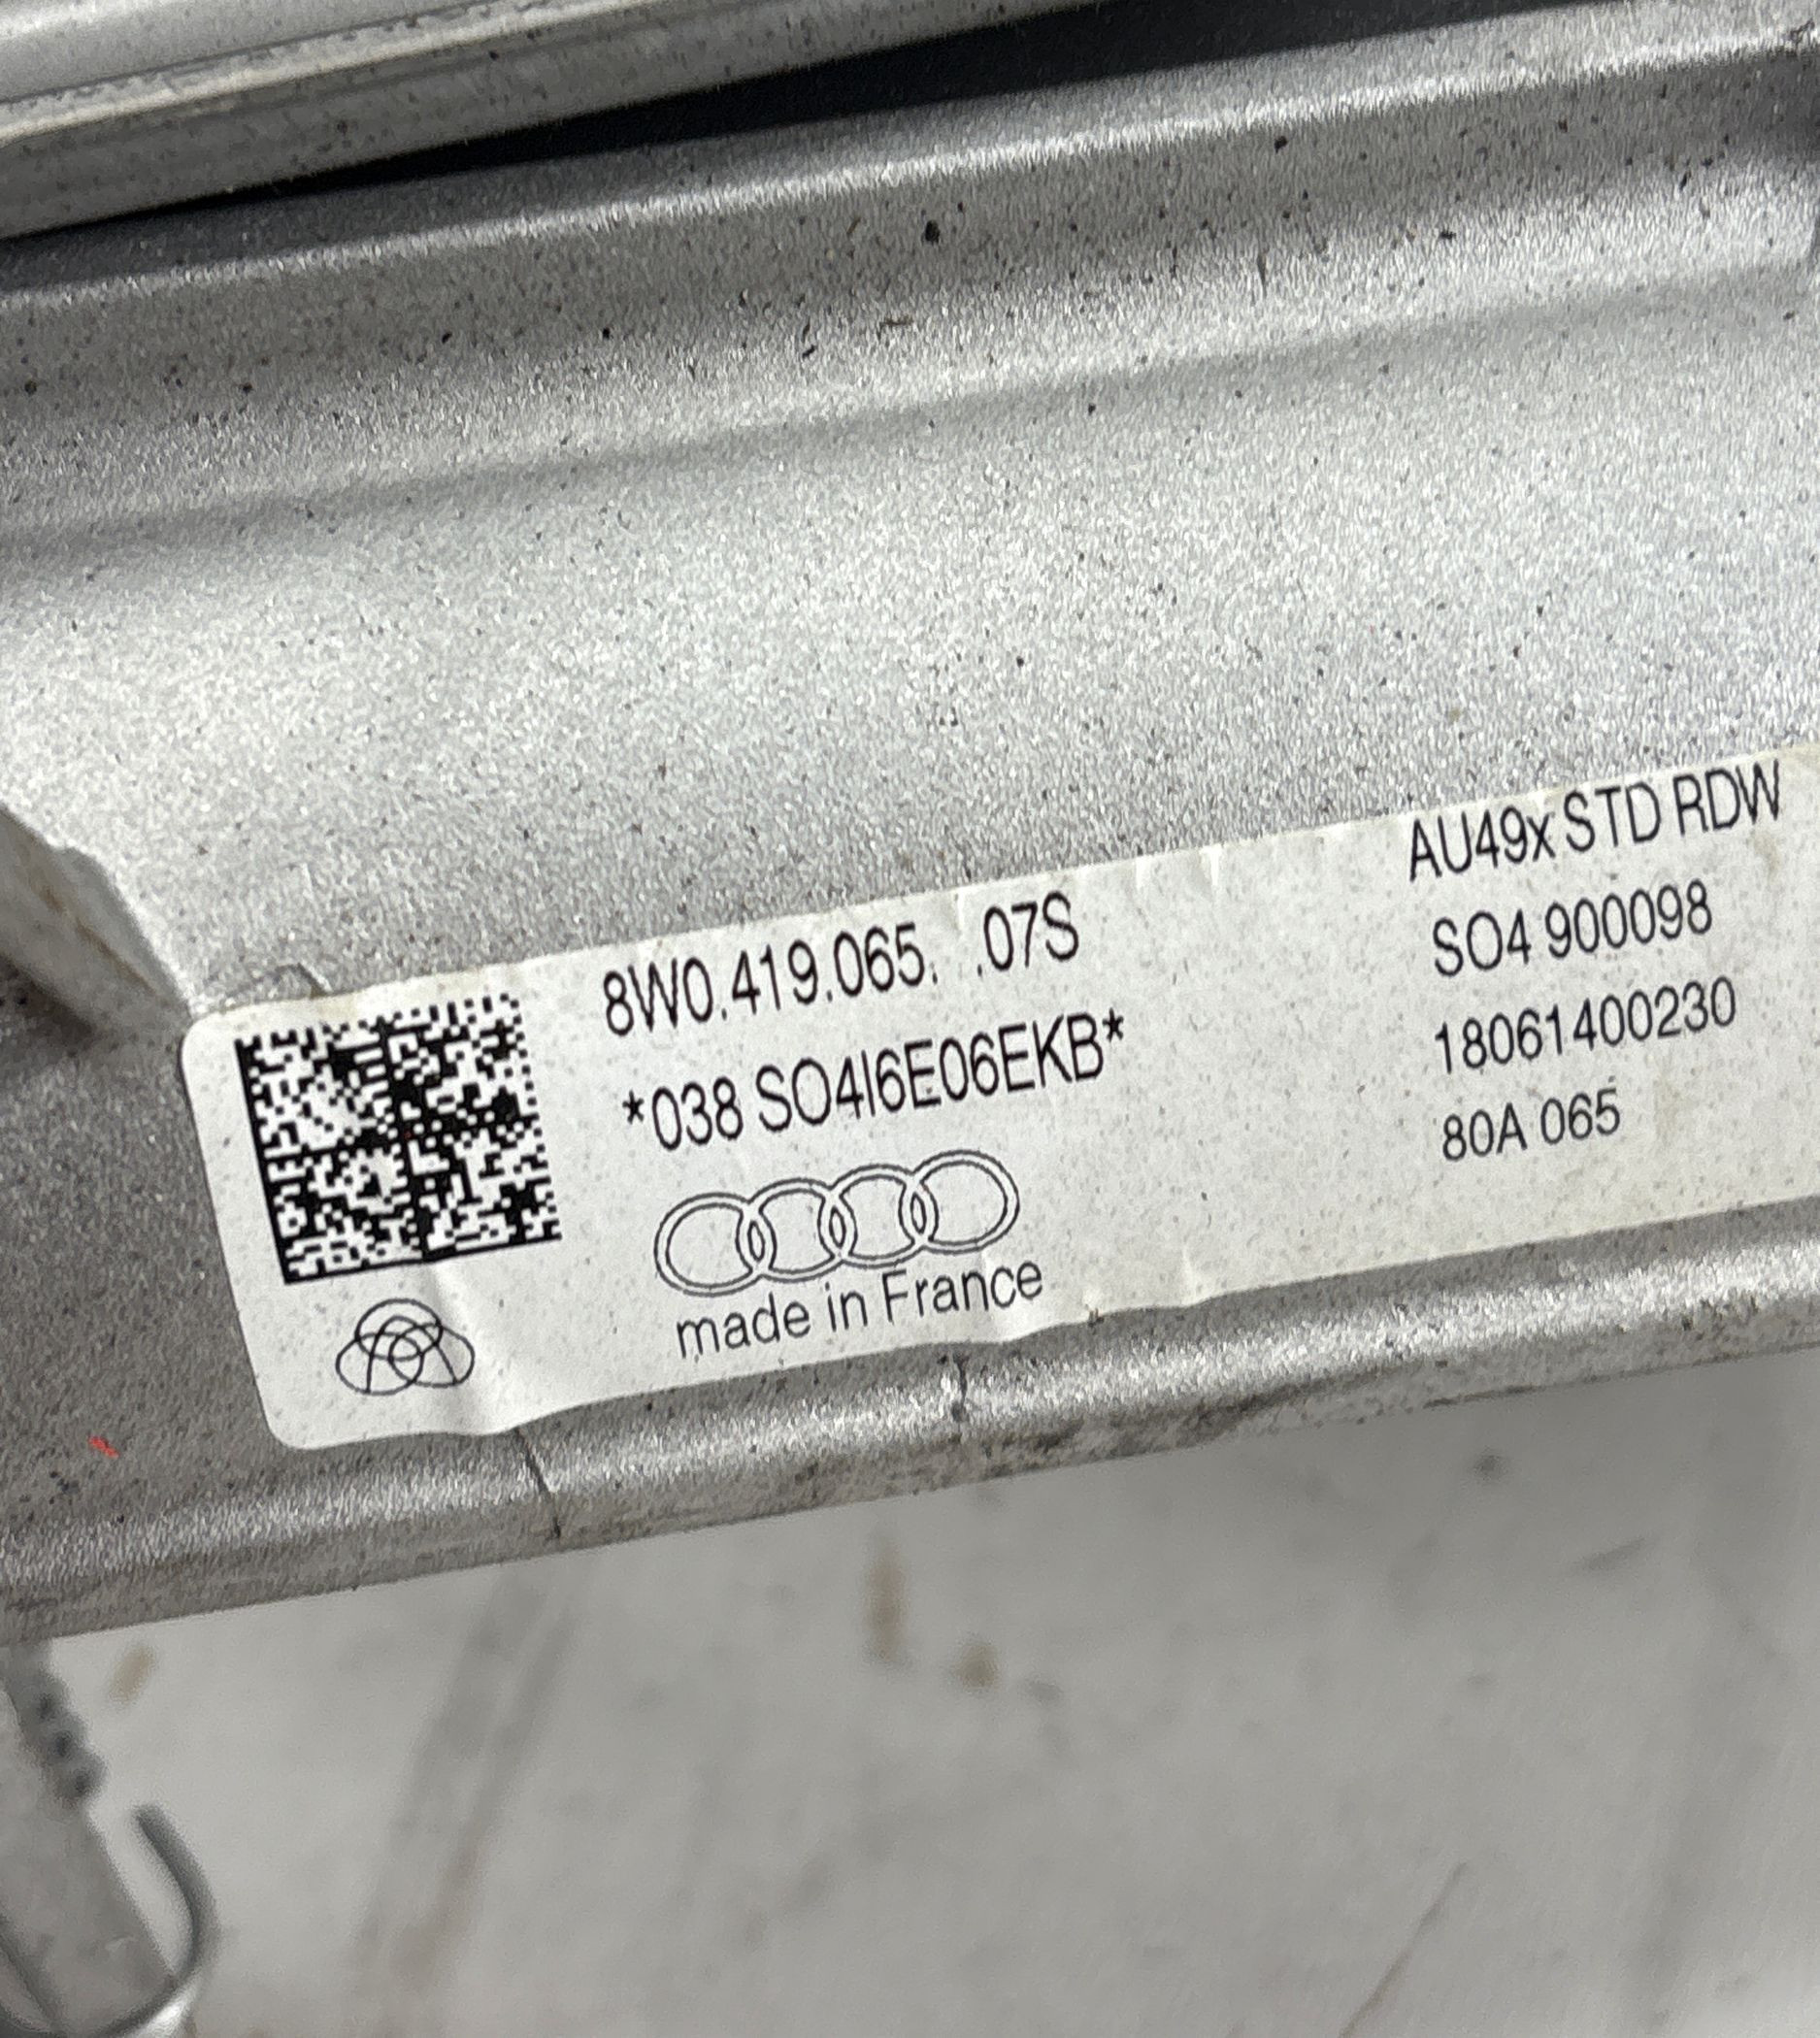 8W0.419.065. .07S
*038 SO4I6E06EKB*
made in France
AU49x STD RDW
SO4 900098
18061400230
80A 065